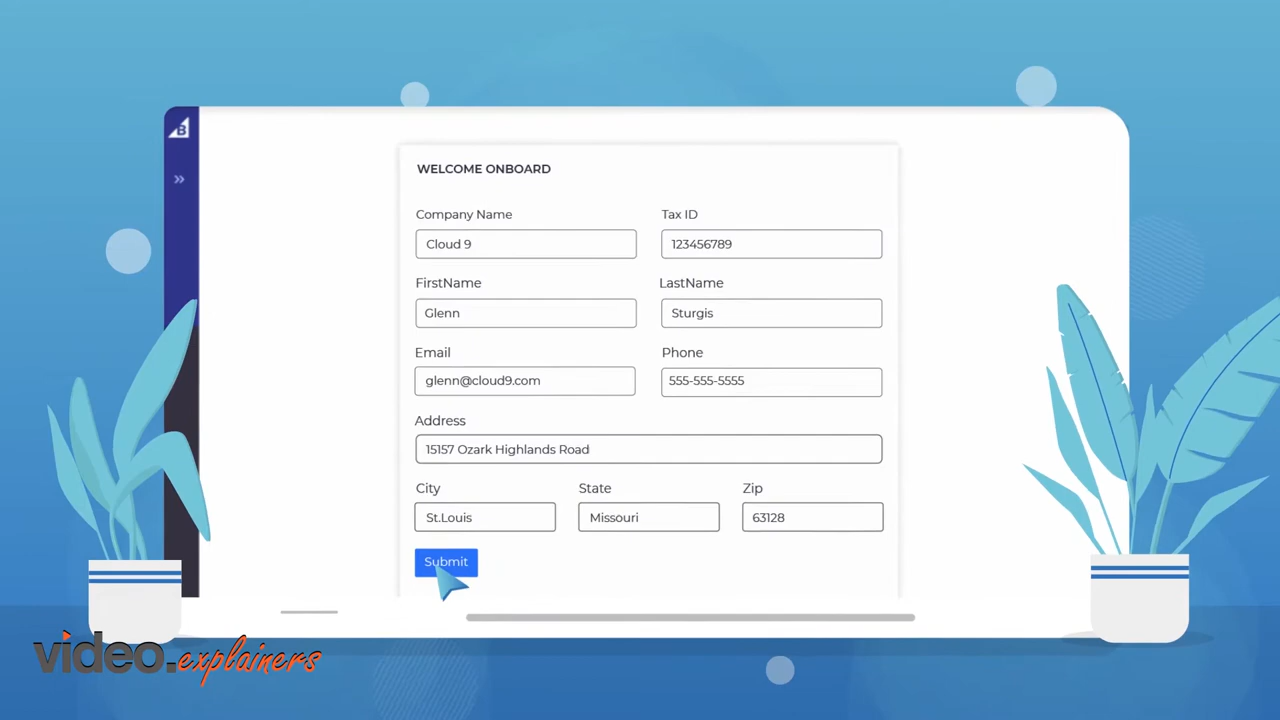 B
WELCOME ONBOARD
Company Name Tax ID
Cloud 9 123456789
FirstName LastName
Glenn Sturgis
Email Phone
glenn@cloud9.com 555-555-5555
Address
15157 Ozark Highlands Road
City State Zip
St.Louis Missouri 63128
Submit
video.explainers